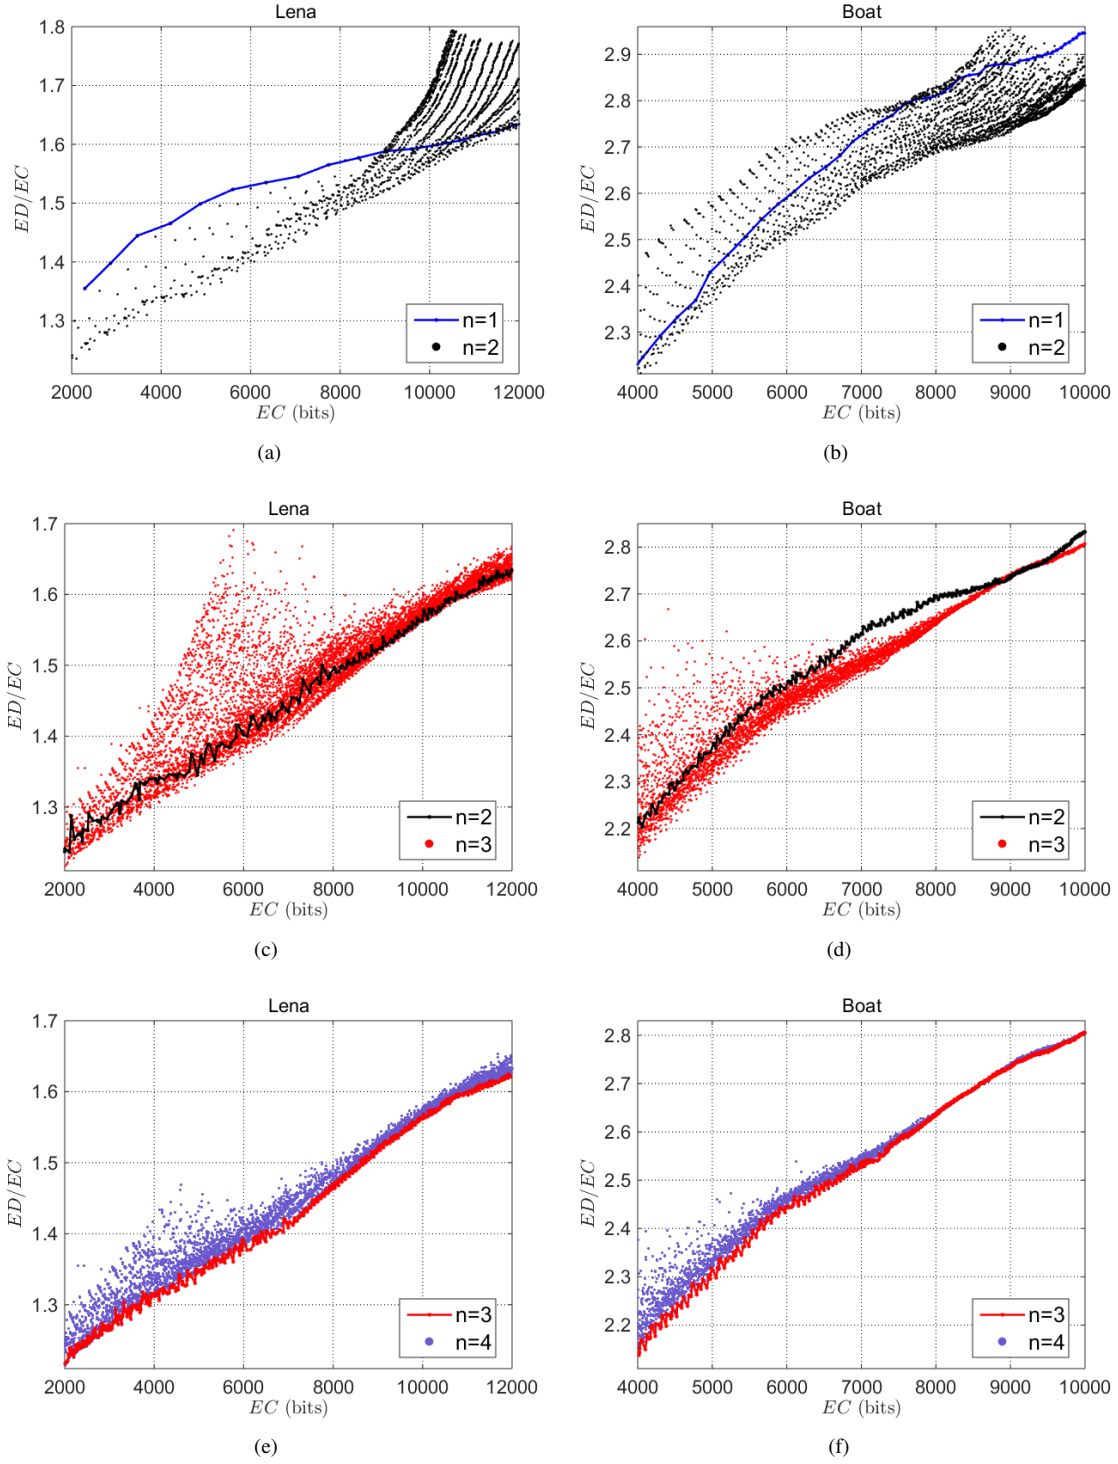 Lena
1.8
1.7
1.6
1.5
1.4
1.3
ED/EC
2000 4000 6000 8000 10000 12000
EC (bits)
n=1
n=2
(a)
Boat
2.9
2.8
2.7
2.6
2.5
2.4
2.3
ED/EC
4000 5000 6000 7000 8000 9000 10000
EC (bits)
n=1
n=2
(b)
Lena
1.7
1.6
1.5
1.4
1.3
ED/EC
2000 4000 6000 8000 10000 12000
EC (bits)
n=2
n=3
(c)
Boat
2.8
2.7
2.6
2.5
2.4
2.3
2.2
ED/EC
4000 5000 6000 7000 8000 9000 10000
EC (bits)
n=2
n=3
(d)
Lena
1.7
1.6
1.5
1.4
1.3
ED/EC
2000 4000 6000 8000 10000 12000
EC (bits)
n=3
n=4
(e)
Boat
2.8
2.7
2.6
2.5
2.4
2.3
2.2
ED/EC
4000 5000 6000 7000 8000 9000 10000
EC (bits)
n=3
n=4
(f)